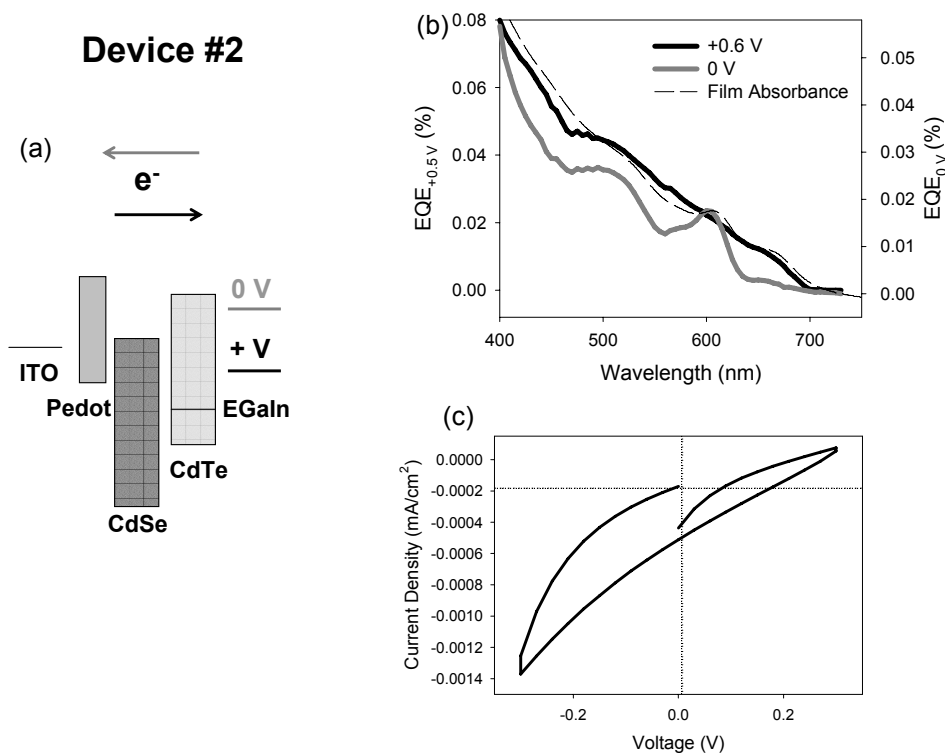 Device #2
(a)
e-
0 V
+ V
ITO
Pedot
EGaIn
CdTe
CdSe
(b)
+0.6 V
0 V
Film Absorbance
EQE+0.5 V (%)
0.08
0.06
0.04
0.02
0.00
EQE0 V (%)
0.05
0.04
0.03
0.02
0.01
0.00
400 500 600 700
Wavelength (nm)
(c)
Current Density (mA/cm2)
0.0000
-0.0002
-0.0004
-0.0006
-0.0008
-0.0010
-0.0012
-0.0014
-0.2 0.0 0.2
Voltage (V)